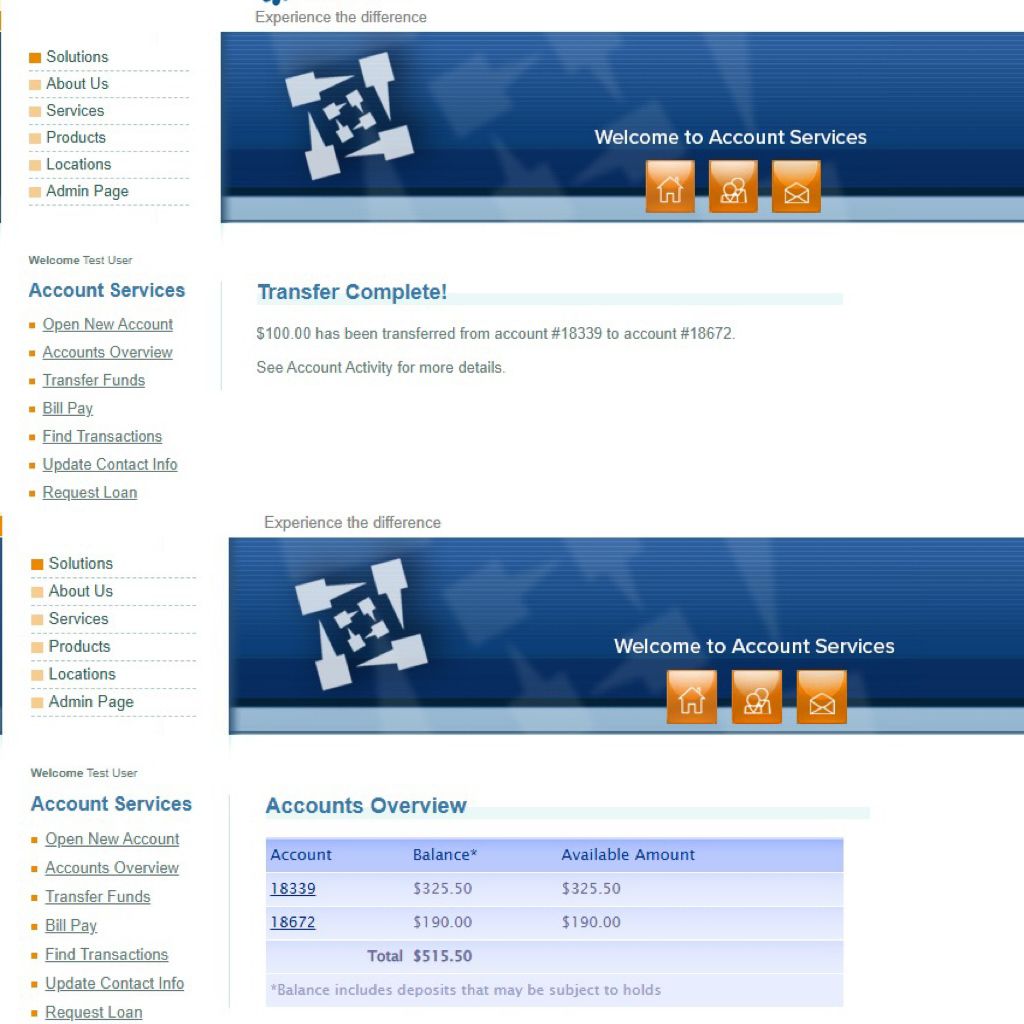 Experience the difference
Solutions
About Us
Services
Products
Locations
Admin Page
Welcome to Account Services
Welcome Test User
Account Services
Open New Account
Accounts Overview
Transfer Funds
Bill Pay
Find Transactions
Update Contact Info
Request Loan
Transfer Complete!
$100.00 has been transferred from account #18339 to account #18672.
See Account Activity for more details.
Experience the difference
Solutions
About Us
Services
Products
Locations
Admin Page
Welcome to Account Services
Welcome Test User
Account Services
Open New Account
Accounts Overview
Transfer Funds
Bill Pay
Find Transactions
Update Contact Info
Request Loan
Accounts Overview
Account Balance* Available Amount
18339 $325.50 $325.50
18672 $190.00 $190.00
Total $515.50
*Balance includes deposits that may be subject to holds